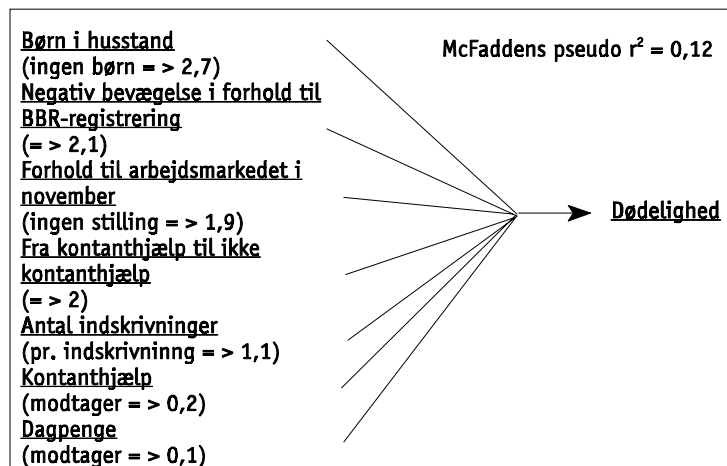 Børn i husstand
(ingen børn = > 2,7)
Negativ bevægelse i forhold til
BBR-registrering
(= > 2,1)
Forhold til arbejdsmarkedet i
november
(ingen stilling = > 1,9)
Fra kontanthjælp til ikke
kontanthjælp
(= > 2)
Antal indskrivninger
(pr. indskrivninng = > 1,1)
Kontanthjælp
(modtager = > 0,2)
Dagpenge
(modtager = > 0,1)
McFaddens pseudo r² = 0,12
Dødelighed